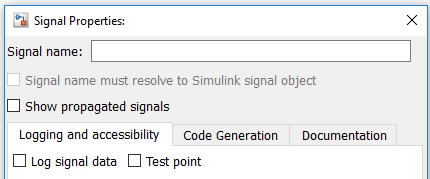 Signal Properties:
Signal name:
Signal name must resolve to Simulink signal object
Show propagated signals
Logging and accessibility Code Generation Documentation
Log signal data Test point